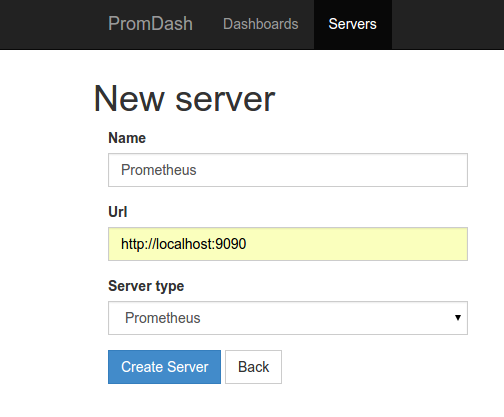 PromDash Dashboards Servers
New server
Name
Prometheus
Url
http://localhost:9090
Server type
Prometheus
Create Server Back